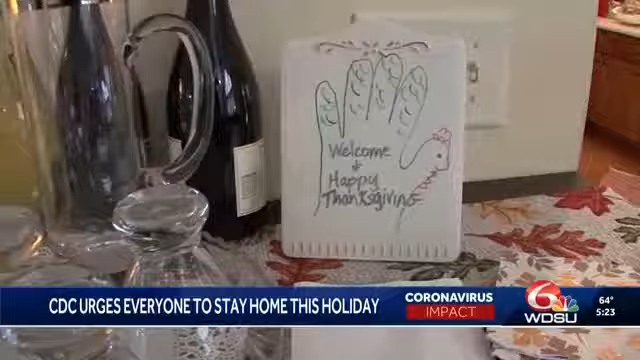 Welcome
+
Happy
Thanksgiving
CDC URGES EVERYONE TO STAY HOME THIS HOLIDAY
CORONAVIRUS
IMPACT
6
WDSU
64°
5:23